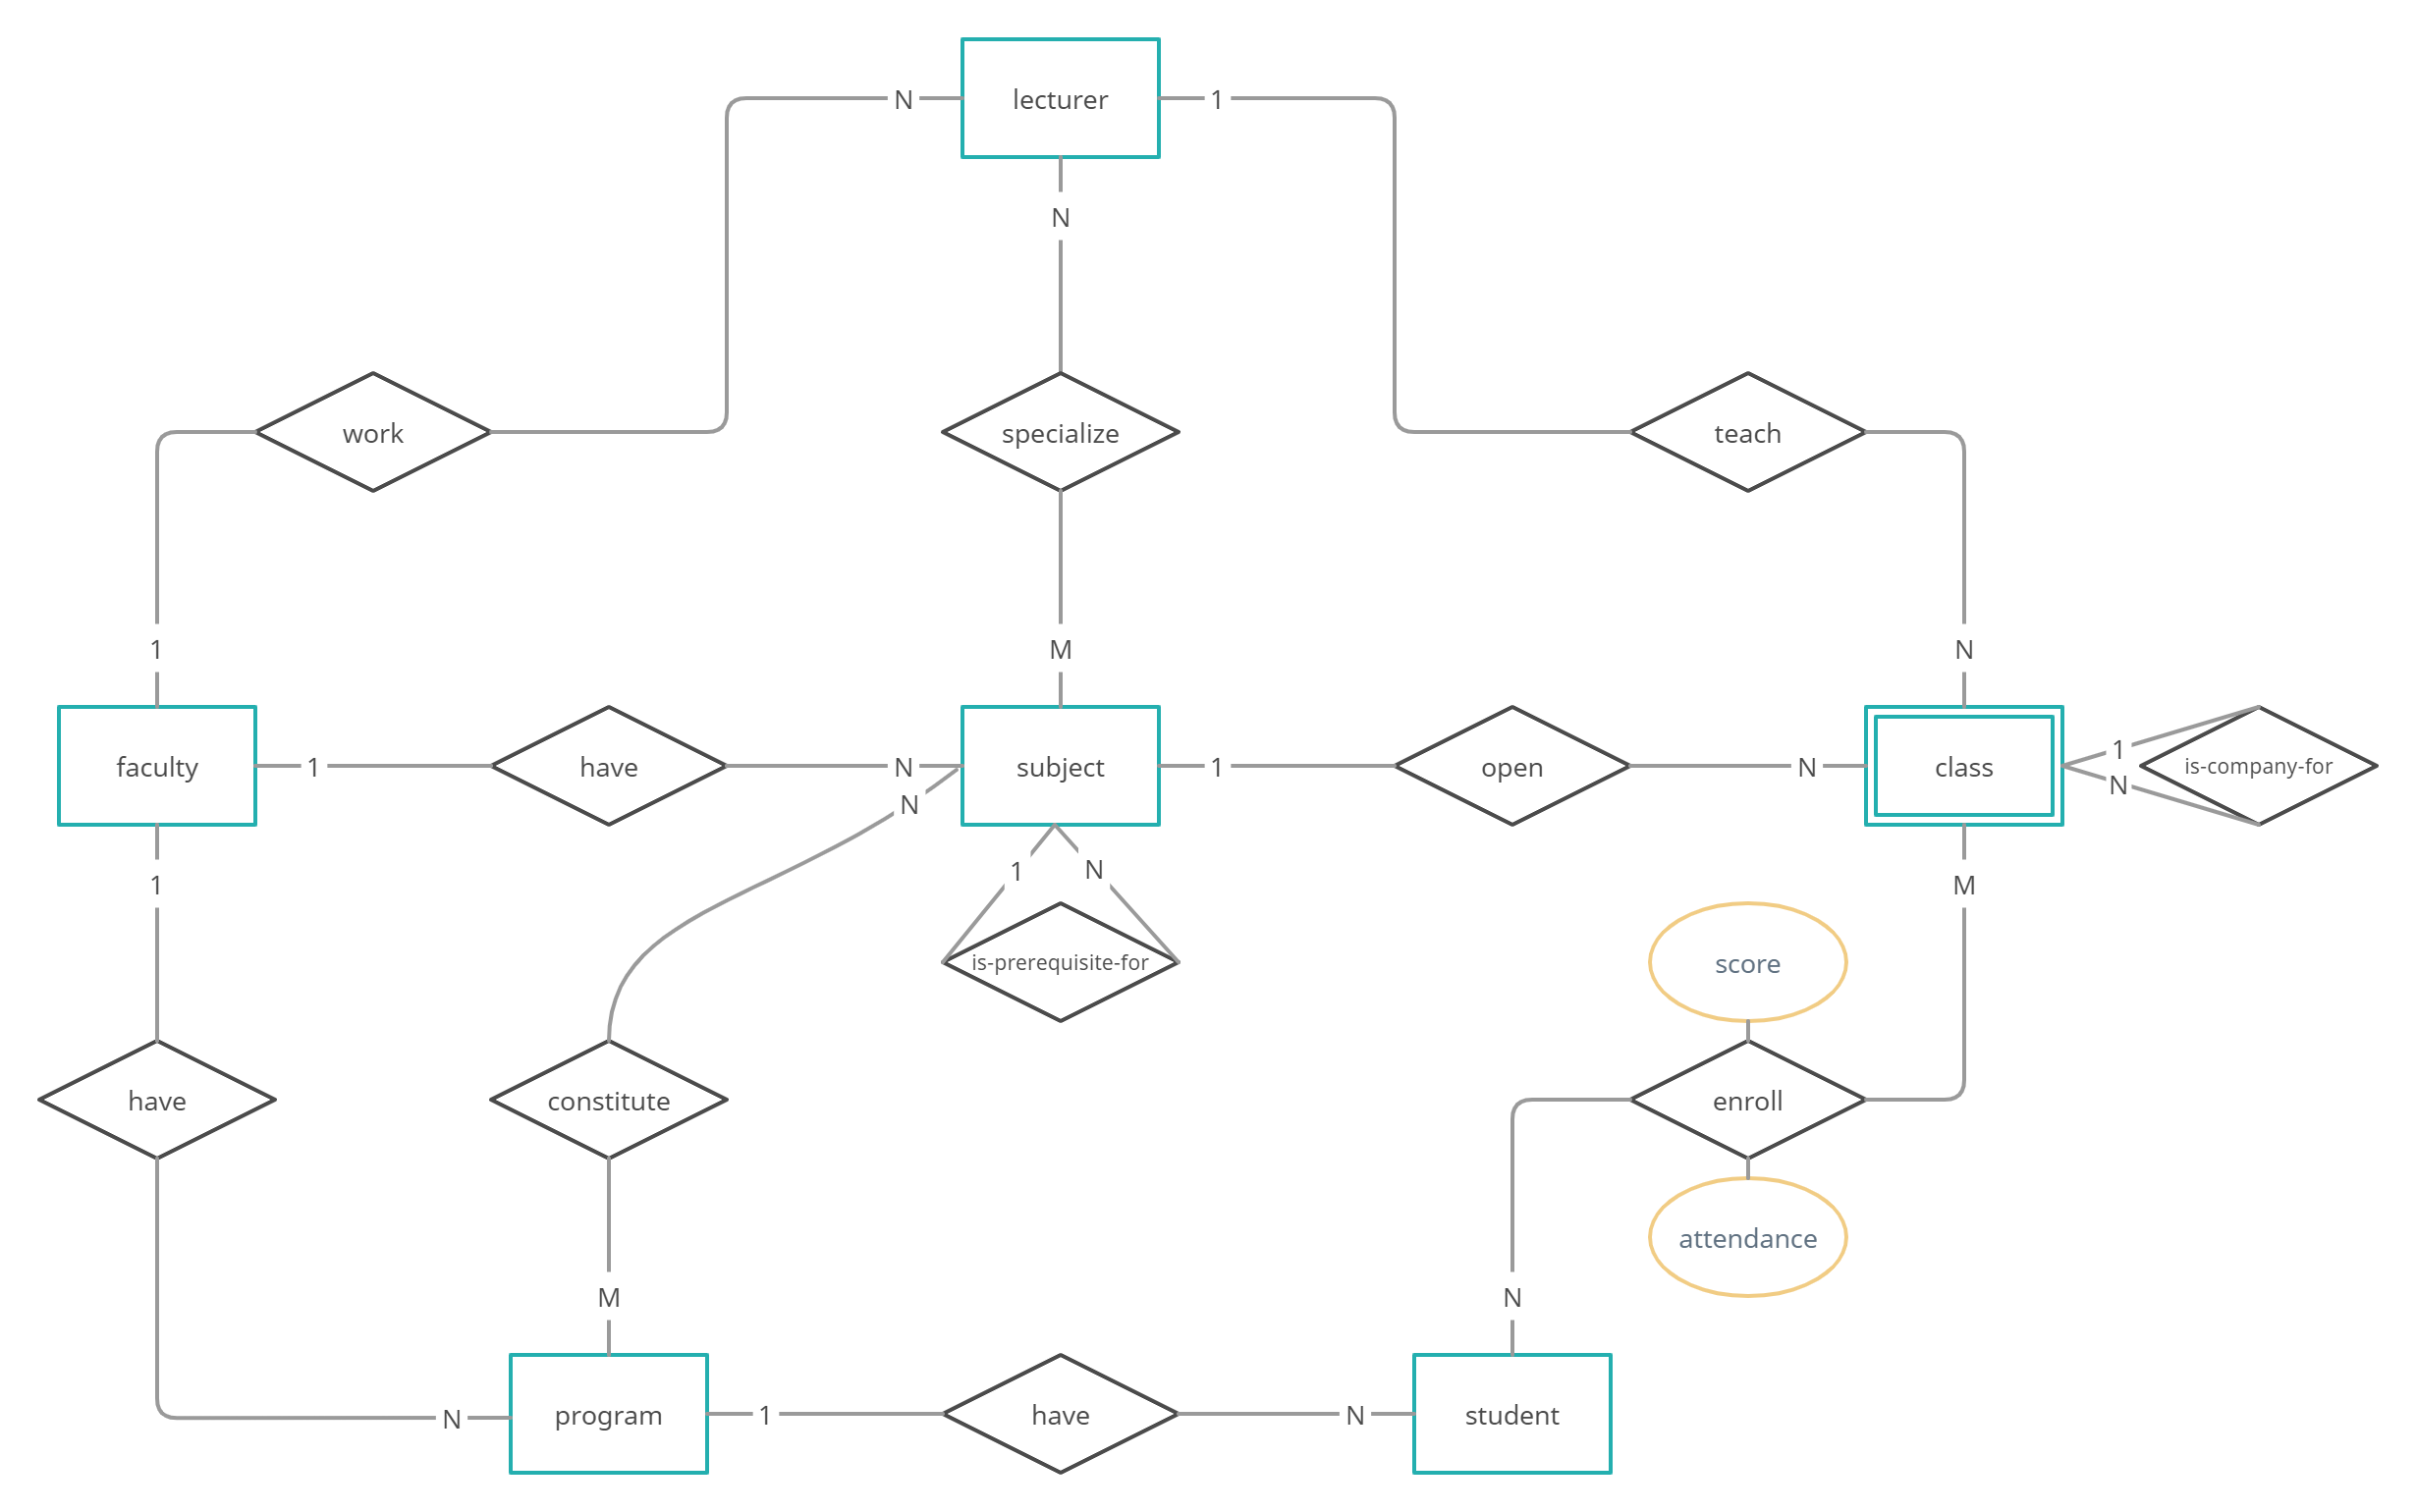 N
lecturer
1
N
work
specialize
teach
1
M
N
faculty
1
have
N
subject
1
open
N
class
1
is-company-for
N
N
1
N
1
M
score
is-prerequisite-for
have
constitute
enroll
attendance
M
N
N
program
1
have
N
student